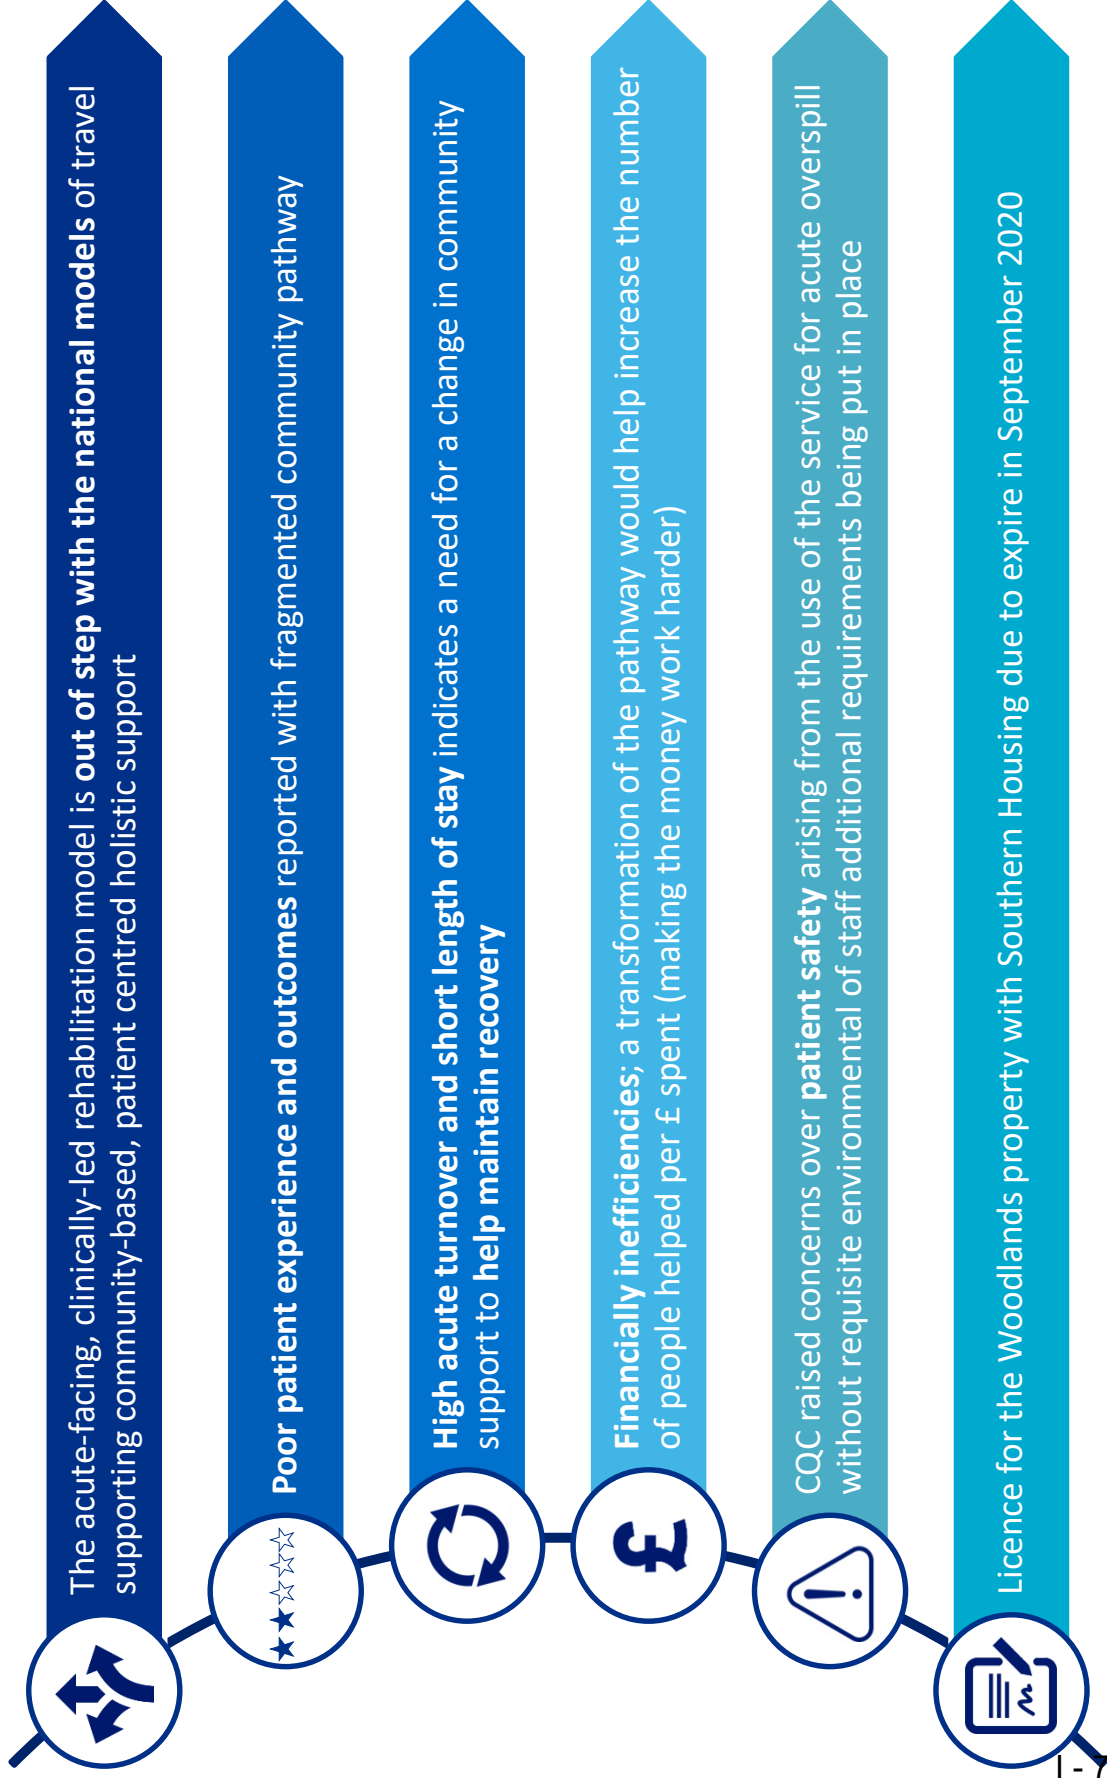 The acute-facing, clinically-led rehabilitation model is out of step with the national models of travel
supporting community-based, patient centred holistic support
Poor patient experience and outcomes reported with fragmented community pathway
High acute turnover and short length of stay indicates a need for a change in community
support to help maintain recovery
Financially inefficiencies; a transformation of the pathway would help increase the number
of people helped per £ spent (making the money work harder)
£
CQC raised concerns over patient safety arising from the use of the service for acute overspill
without requisite environmental of staff additional requirements being put in place
Licence for the Woodlands property with Southern Housing due to expire in September 2020